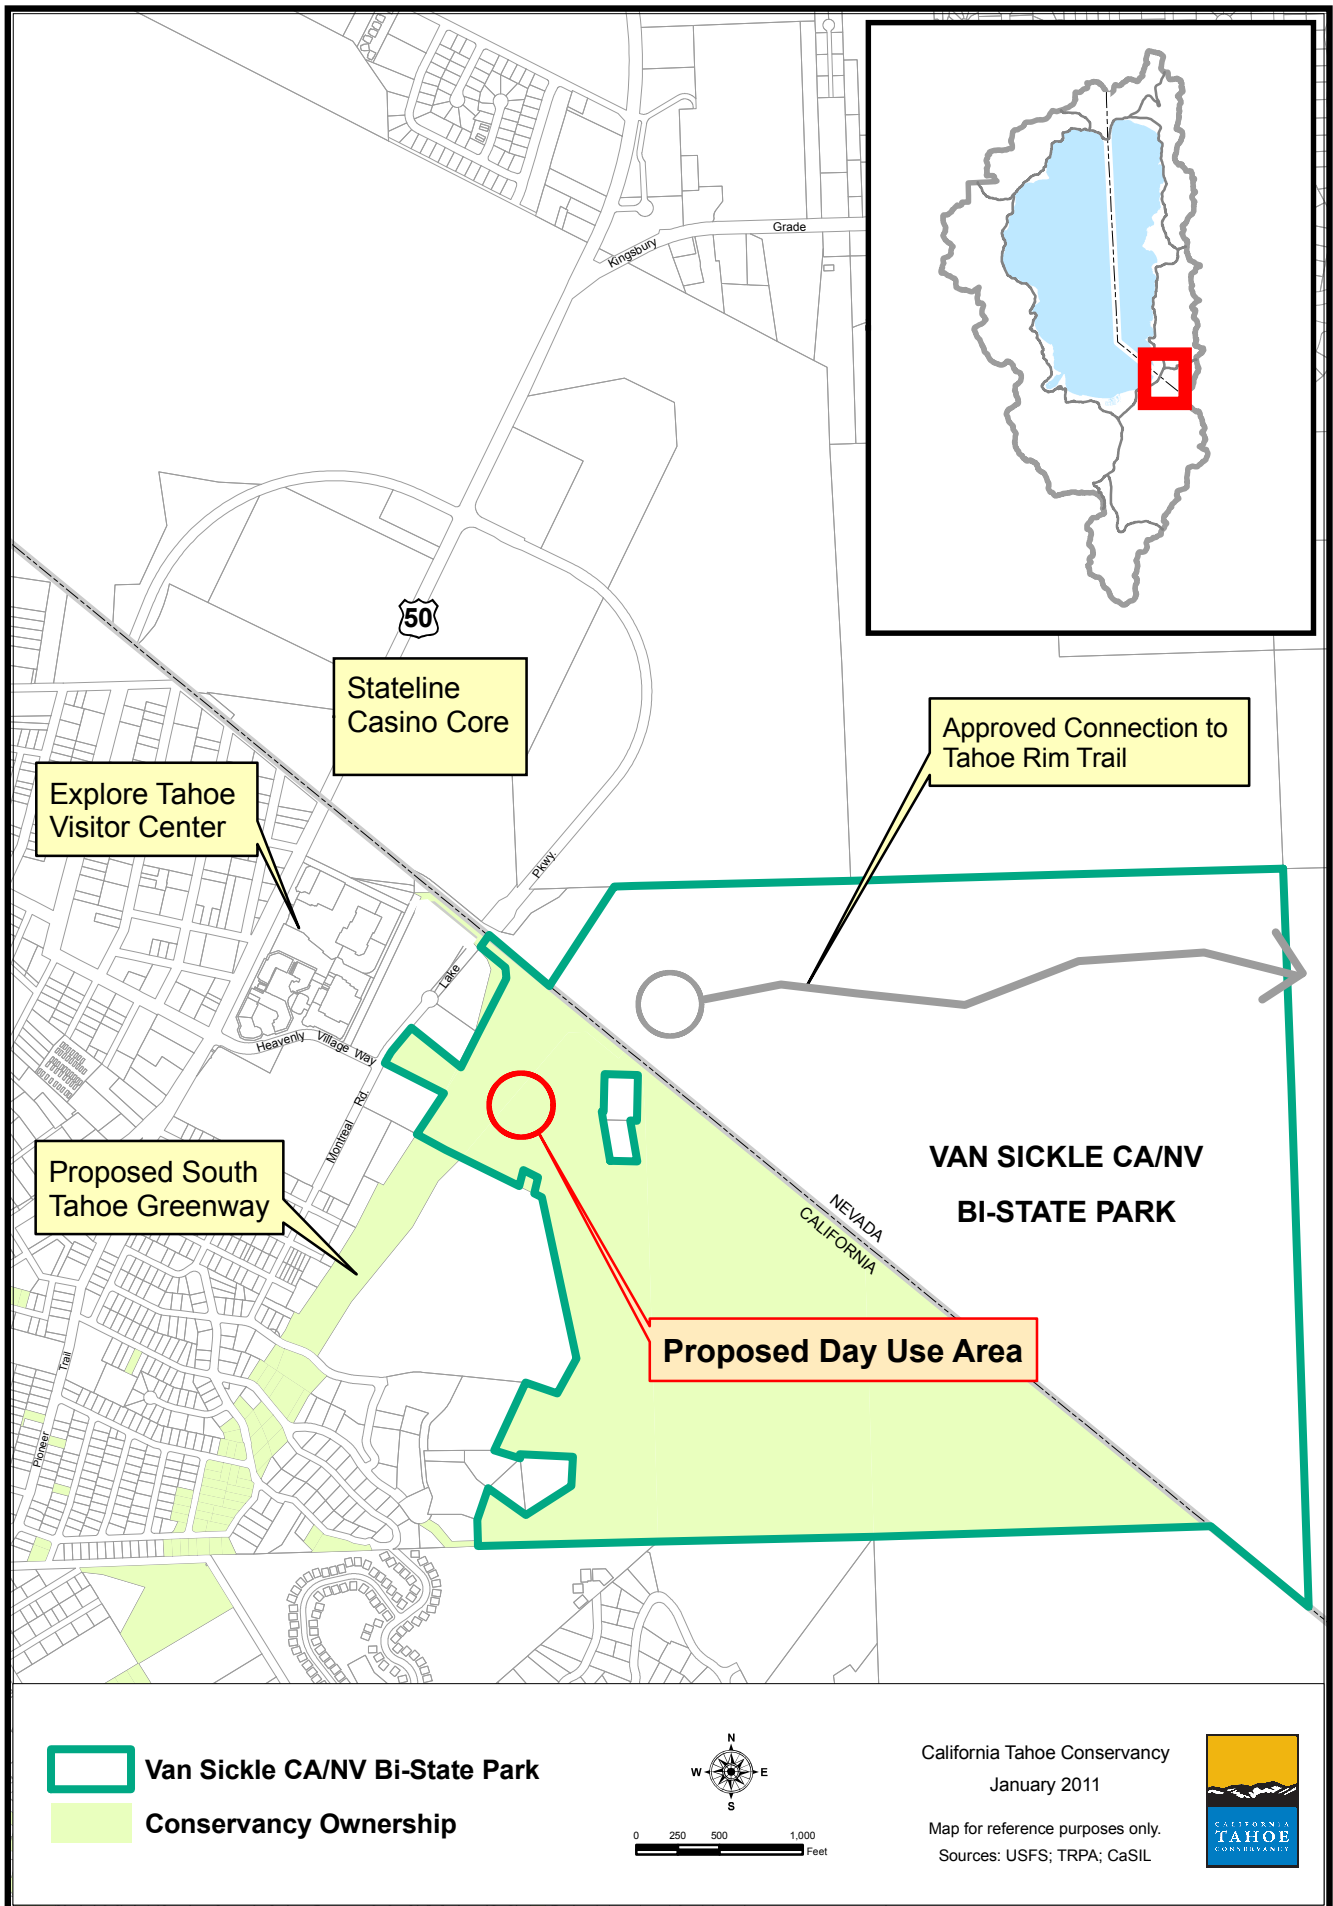 Kingsbury
Grade
50
Stateline
Casino Core
Approved Connection to
Tahoe Rim Trail
Explore Tahoe
Visitor Center
Pkwy.
Lake
Heavenly Village Way
Montreal Rd.
Proposed South
Tahoe Greenway
VAN SICKLE CA/NV
BI-STATE PARK
NEVADA
CALIFORNIA
Proposed Day Use Area
Pioneer Trail
Van Sickle CA/NV Bi-State Park
Conservancy Ownership
N
W E
S
0 250 500 1,000
Feet
California Tahoe Conservancy
January 2011
Map for reference purposes only.
Sources: USFS; TRPA; CaSIL
CALIFORNIA
TAHOE
CONSERVANCY